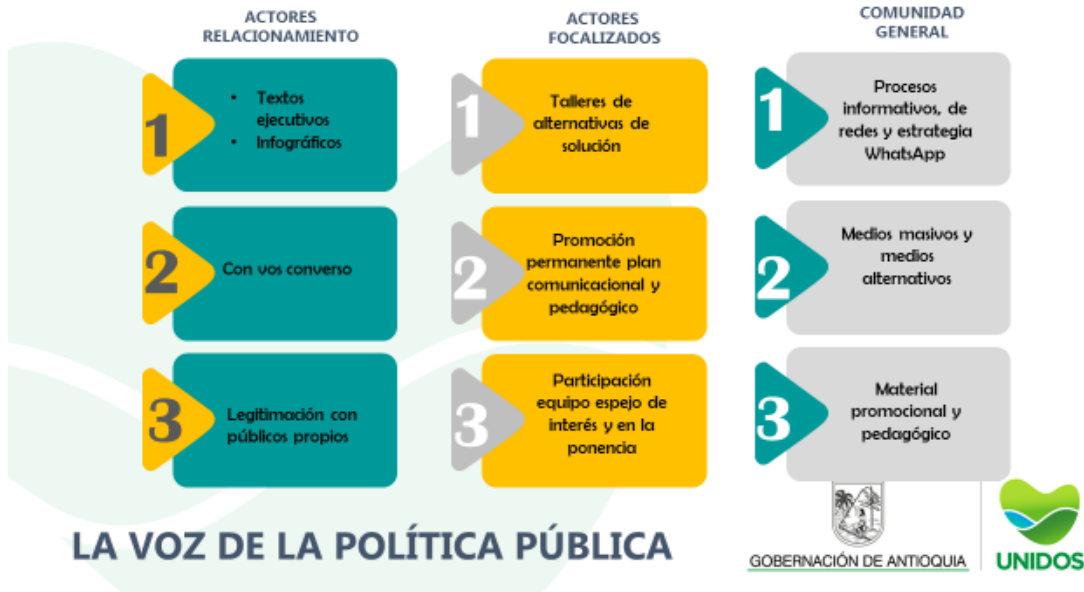 ACTORES
RELACIONAMIENTO
1
• Textos
ejecutivos
• Infográficos
2
Con vos converso
3
Legitimación con
públicos propios
ACTORES
FOCALIZADOS
1
Talleres de
alternativas de
solución
2
Promoción
permanente plan
comunicacional y
pedagógico
3
Participación
equipo espejo de
interés y en la
ponencia
COMUNIDAD
GENERAL
1
Procesos
informativos, de
redes y estrategia
WhatsApp
2
Medios masivos y
medios
alternativos
3
Material
promocional y
pedagógico
LA VOZ DE LA POLÍTICA PÚBLICA
GOBERNACIÓN DE ANTIOQUIA
UNIDOS